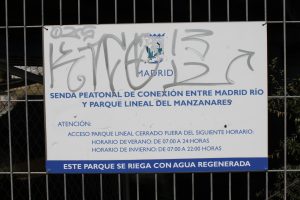 MADRID
SENDA PEATONAL DE CONEXIÓN ENTRE MADRID RÍO
Y PARQUE LINEAL DEL MANZANARES
ATENCIÓN:
ACCESO PARQUE LINEAL CERRADO FUERA DEL SIGUIENTE HORARIO:
HORARIO DE VERANO: DE 07:00 A 24:00 HORAS
HORARIO DE INVIERNO: DE 07:00 A 22:00 HORAS
ESTE PARQUE SE RIEGA CON AGUA REGENERADA